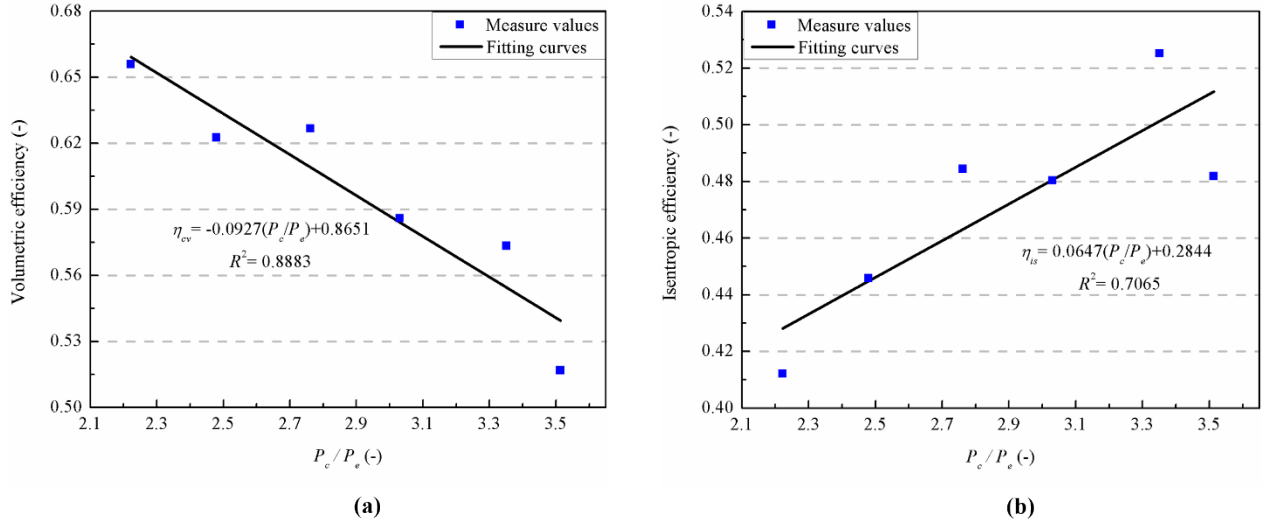 0.68
0.65
0.62
0.59
0.56
0.53
0.50
Volumetric efficiency (-)
Measure values
Fitting curves
η_cv= -0.0927(P_c/P_e)+0.8651
R²= 0.8883
2.1 2.3 2.5 2.7 2.9 3.1 3.3 3.5
P_c / P_e (-)
(a)
0.54
0.52
0.50
0.48
0.46
0.44
0.42
0.40
Isentropic efficiency (-)
Measure values
Fitting curves
η_is= 0.0647(P_c/P_e)+0.2844
R²= 0.7065
2.1 2.3 2.5 2.7 2.9 3.1 3.3 3.5
P_c / P_e (-)
(b)